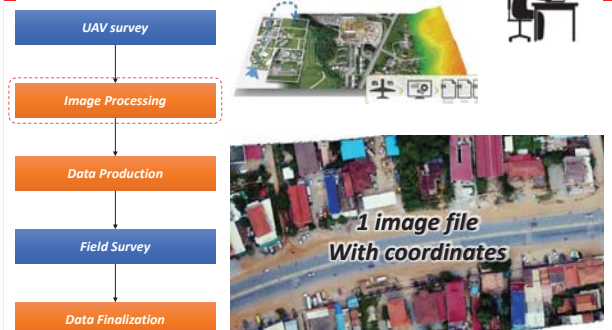 UAV survey
Image Processing
Data Production
Field Survey
Data Finalization
1 image file
With coordinates